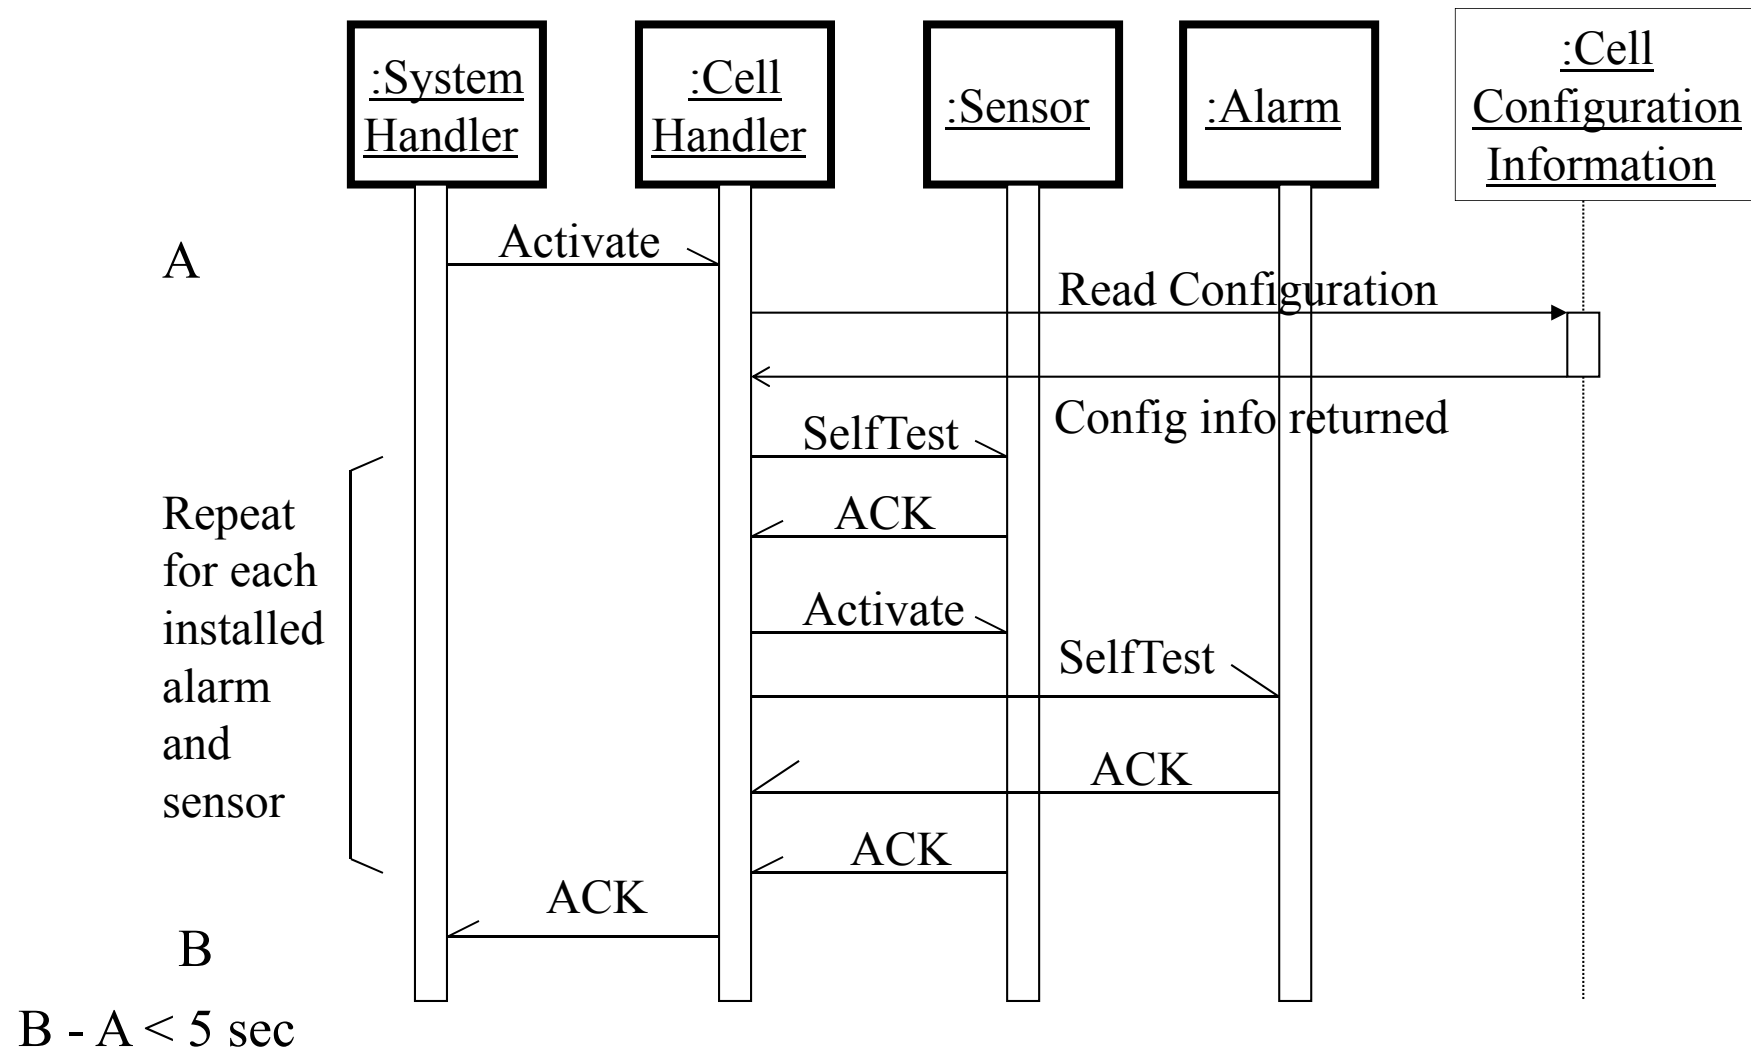 :System
Handler
:Cell
Handler
:Sensor
:Alarm
:Cell
Configuration
Information
A
Activate
Read Configuration
Config info returned
SelfTest
Repeat
for each
installed
alarm
and
sensor
ACK
Activate
SelfTest
ACK
ACK
ACK
B
B - A < 5 sec